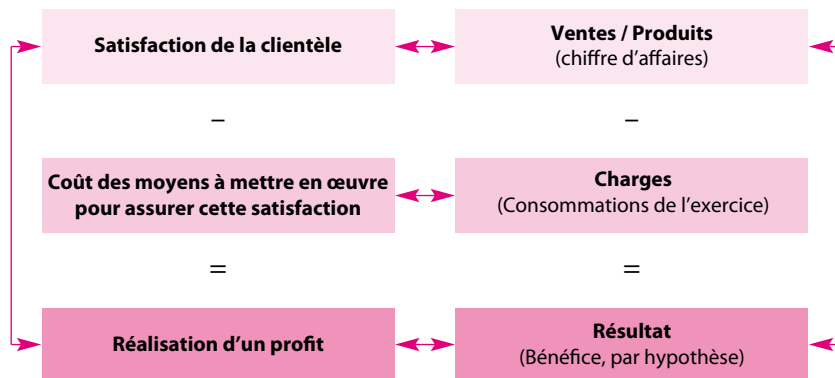 Satisfaction de la clientèle
Ventes / Produits
(chiffre d'affaires)
–
–
Coût des moyens à mettre en œuvre
pour assurer cette satisfaction
Charges
(Consommations de l'exercice)
=
=
Réalisation d'un profit
Résultat
(Bénéfice, par hypothèse)